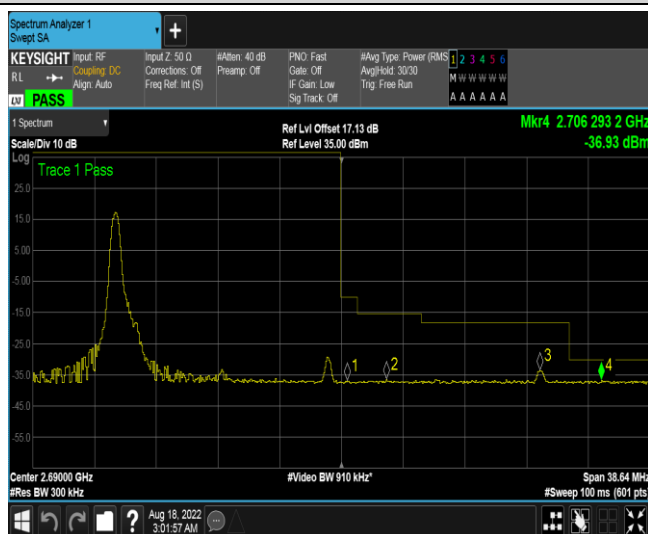 Spectrum Analyzer 1
Swept SA
+
KEYSIGHT
RL
LXI PASS
Input: RF
Coupling: DC
Align: Auto
Input Z: 50 Ω
Corrections: Off
Freq Ref: Int (S)
#Atten: 40 dB
Preamp: Off
PNO: Fast
Gate: Off
IF Gain: Low
Sig Track: Off
#Avg Type: Power (RMS
Avg|Hold: 30/30
Trig: Free Run
1 2 3 4 5 6
M W W W W W
A A A A A A
1 Spectrum
Scale/Div 10 dB
Ref Lvl Offset 17.13 dB
Ref Level 35.00 dBm
Mkr4 2.706 293 2 GHz
-36.93 dBm
Log
Trace 1 Pass
25.0
15.0
5.00
-5.00
-15.0
-25.0
-35.0
-45.0
-55.0
1
2
3
4
Center 2.69000 GHz
#Res BW 300 kHz
#Video BW 910 kHz*
Span 38.64 MHz
#Sweep 100 ms (601 pts)
?
Aug 18, 2022
3:01:57 AM